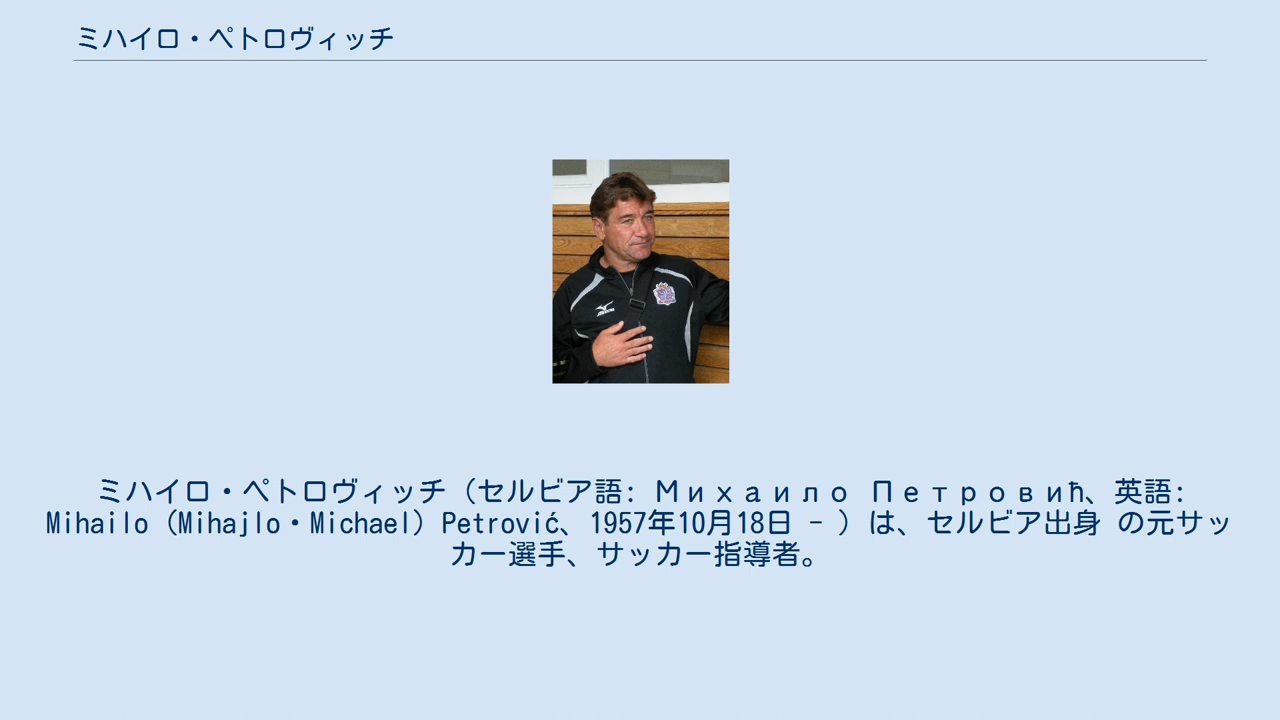 ミハイロ・ペトロヴィッチ
ミハイロ・ペトロヴィッチ（セルビア語: Михаило Петровић、英語:
Mihailo (Mihajlo・Michael) Petrović、1957年10月18日 - ）は、セルビア出身 の元サッ
カー選手、サッカー指導者。